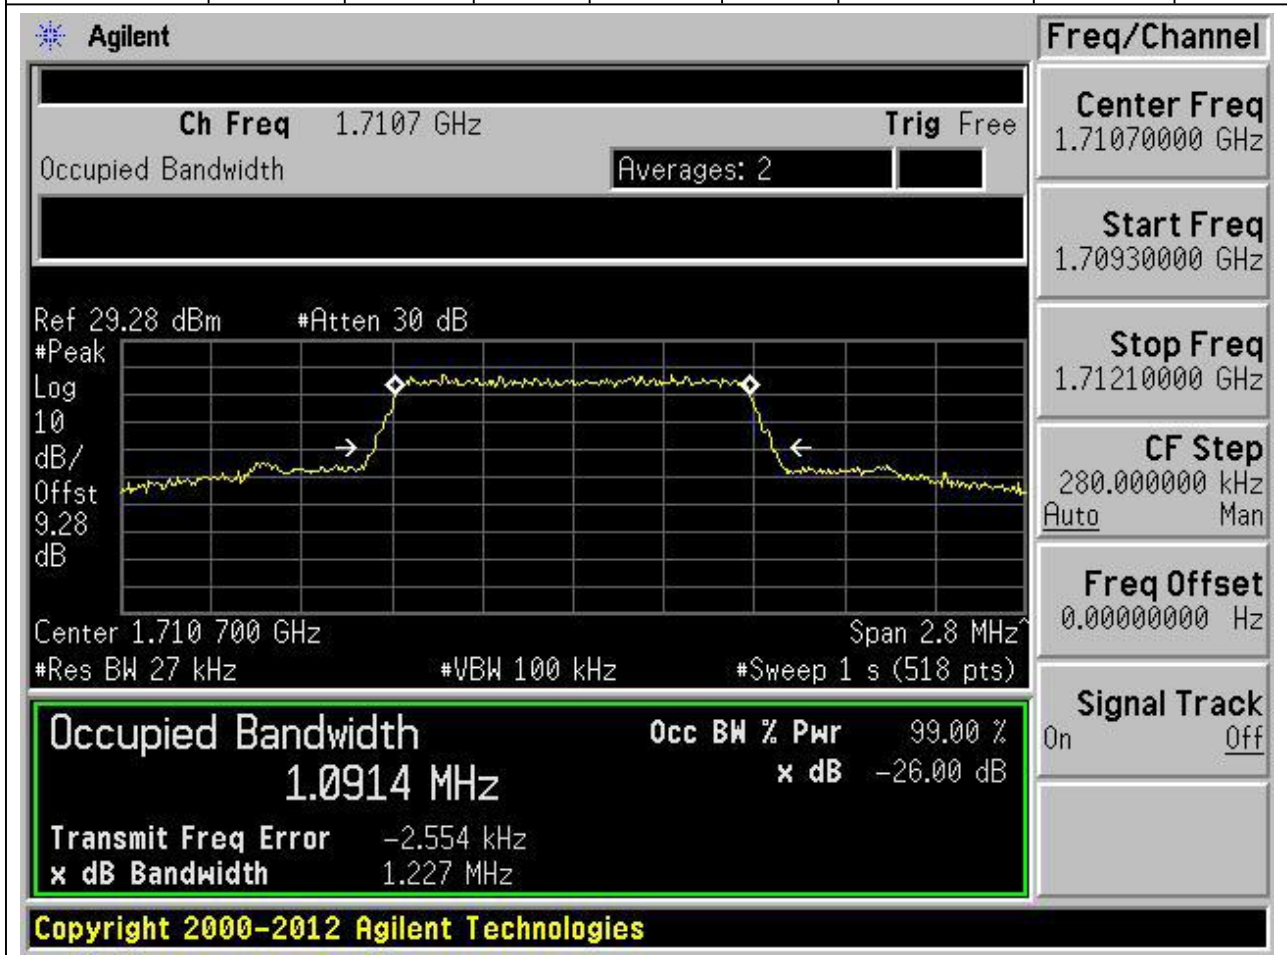 Agilent
Freq/Channel
Ch Freq 1.7107 GHz Trig Free
Occupied Bandwidth Averages: 2
Center Freq
1.71070000 GHz
Start Freq
1.70930000 GHz
Stop Freq
1.71210000 GHz
CF Step
280.000000 kHz
Auto Man
Freq Offset
0.00000000 Hz
Signal Track
On Off
Ref 29.28 dBm #Atten 30 dB
#Peak
Log
10
dB/
Offst
9.28
dB
Center 1.710 700 GHz Span 2.8 MHz^
#Res BW 27 kHz #VBW 100 kHz #Sweep 1 s (518 pts)
Occupied Bandwidth Occ BW % Pwr 99.00 %
1.0914 MHz x dB -26.00 dB
Transmit Freq Error -2.554 kHz
x dB Bandwidth 1.227 MHz
Copyright 2000-2012 Agilent Technologies